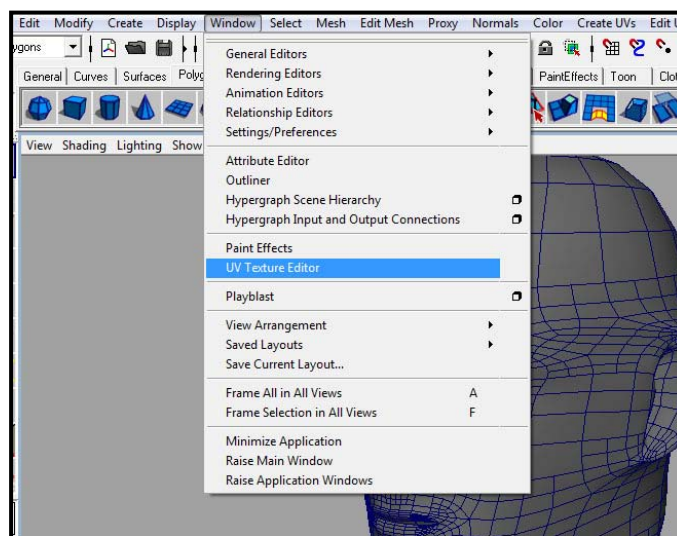 Edit Modify Create Display Window Select Mesh Edit Mesh Proxy Normals Color Create UVs Edit
General Curves Surfaces PaintEffects Toon
View Shading Lighting Show
General Editors
Rendering Editors
Animation Editors
Relationship Editors
Settings/Preferences
Attribute Editor
Outliner
Hypergraph Scene Hierarchy
Hypergraph Input and Output Connections
Paint Effects
UV Texture Editor
Playblast
View Arrangement
Saved Layouts
Save Current Layout...
Frame All in All Views A
Frame Selection in All Views F
Minimize Application
Raise Main Window
Raise Application Windows